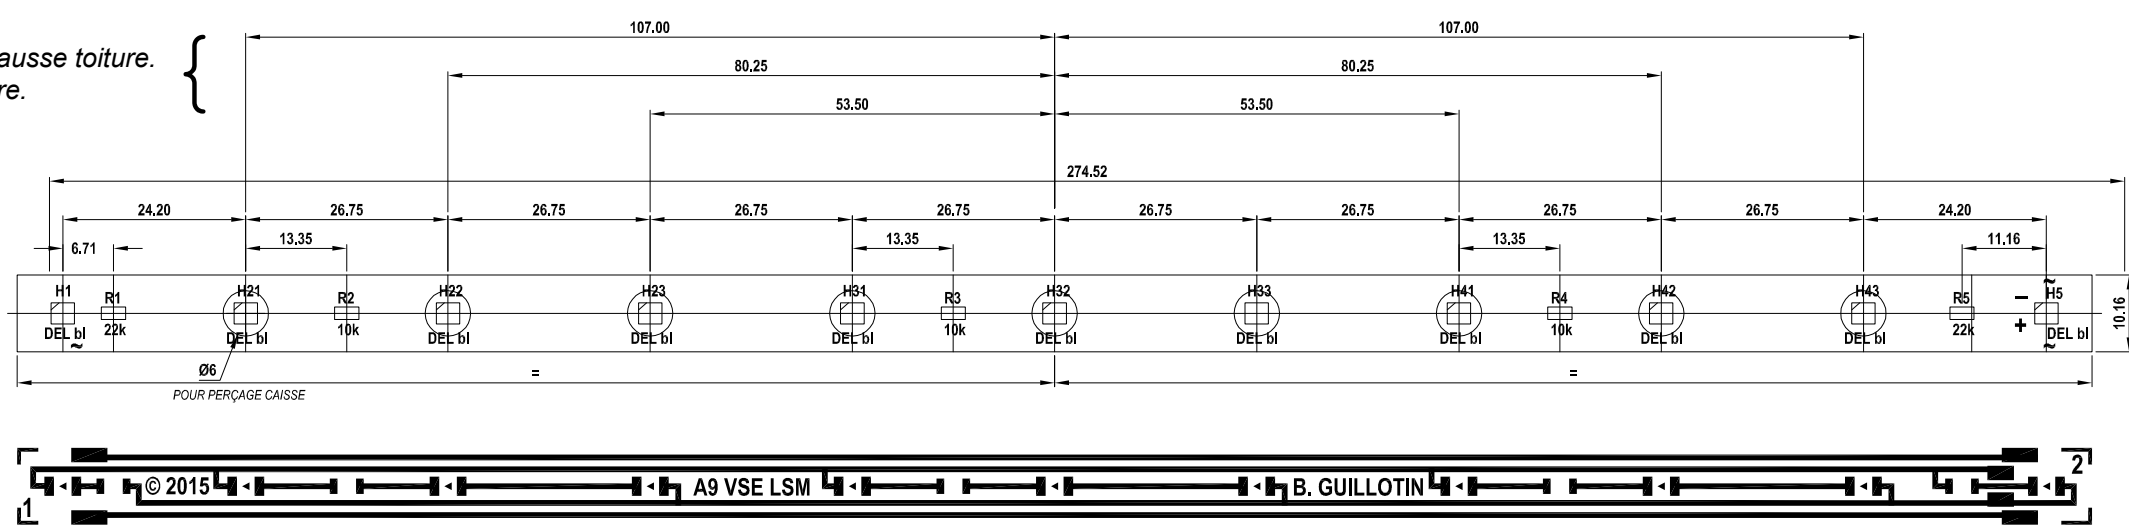 107.00 107.00
ausse toiture.
80.25 80.25
re.
53.50 53.50
274.52
24.20 26.75 26.75 26.75 26.75 26.75 26.75 26.75 26.75 24.20
6.71 13.35 13.35 13.35 11.16
H1 H21 H22 H23 H31 H32 H33 H41 H42 H43 ~ H5
R1 R2 R3 R4 R5 −
22k 10k 10k 10k 22k +
DEL bl DEL bl DEL bl DEL bl DEL bl DEL bl DEL bl DEL bl DEL bl DEL bl DEL bl
~ ~
10.16
Ø6 = =
POUR PERÇAGE CAISSE
2
© 2015 A9 VSE LSM B. GUILLOTIN
1